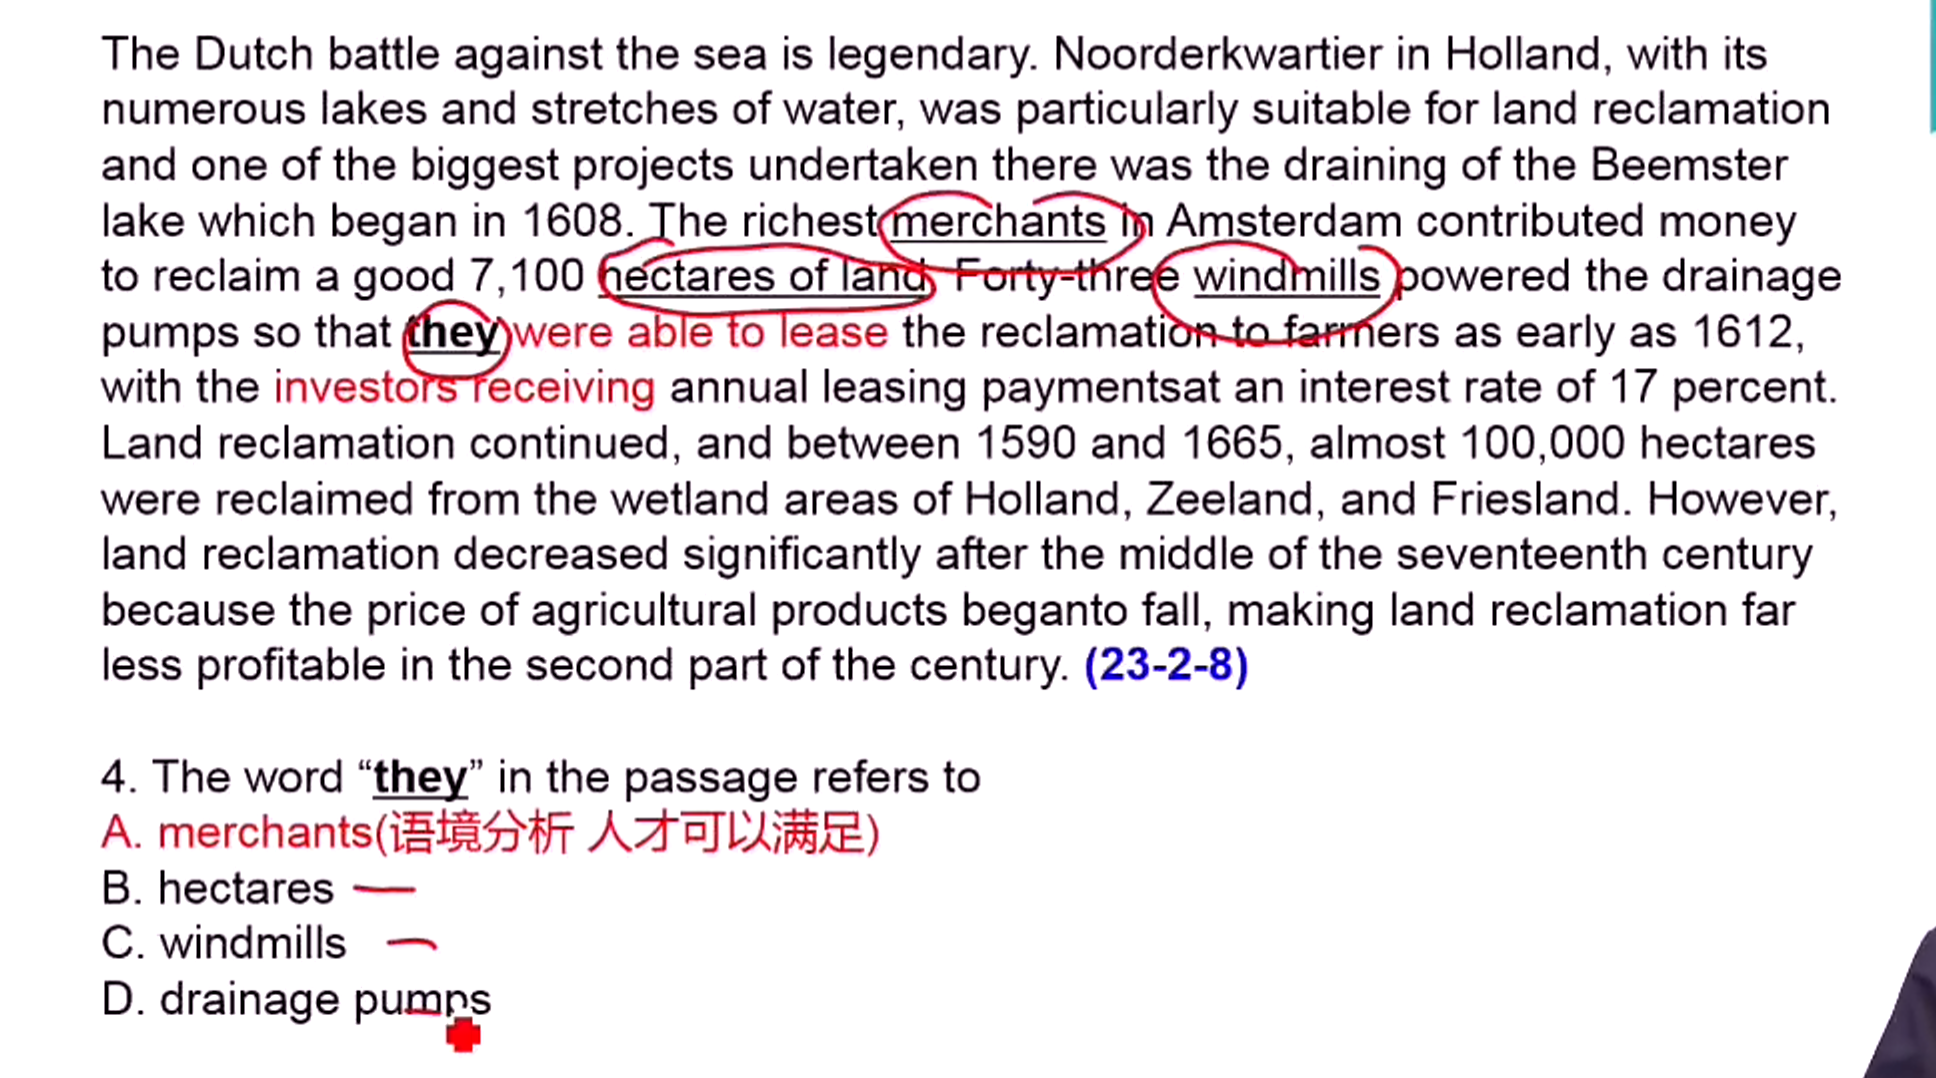 The Dutch battle against the sea is legendary. Noorderkwartier in Holland, with its
numerous lakes and stretches of water, was particularly suitable for land reclamation
and one of the biggest projects undertaken there was the draining of the Beemster
lake which began in 1608. The richest merchants in Amsterdam contributed money
to reclaim a good 7,100 hectares of land. Forty-three windmills powered the drainage
pumps so that they were able to lease the reclamation to farmers as early as 1612,
with the investors receiving annual leasing paymentsat an interest rate of 17 percent.
Land reclamation continued, and between 1590 and 1665, almost 100,000 hectares
were reclaimed from the wetland areas of Holland, Zeeland, and Friesland. However,
land reclamation decreased significantly after the middle of the seventeenth century
because the price of agricultural products beganto fall, making land reclamation far
less profitable in the second part of the century. (23-2-8)
4. The word “they” in the passage refers to
A. merchants(语境分析 人才可以满足)
B. hectares
C. windmills
D. drainage pumps